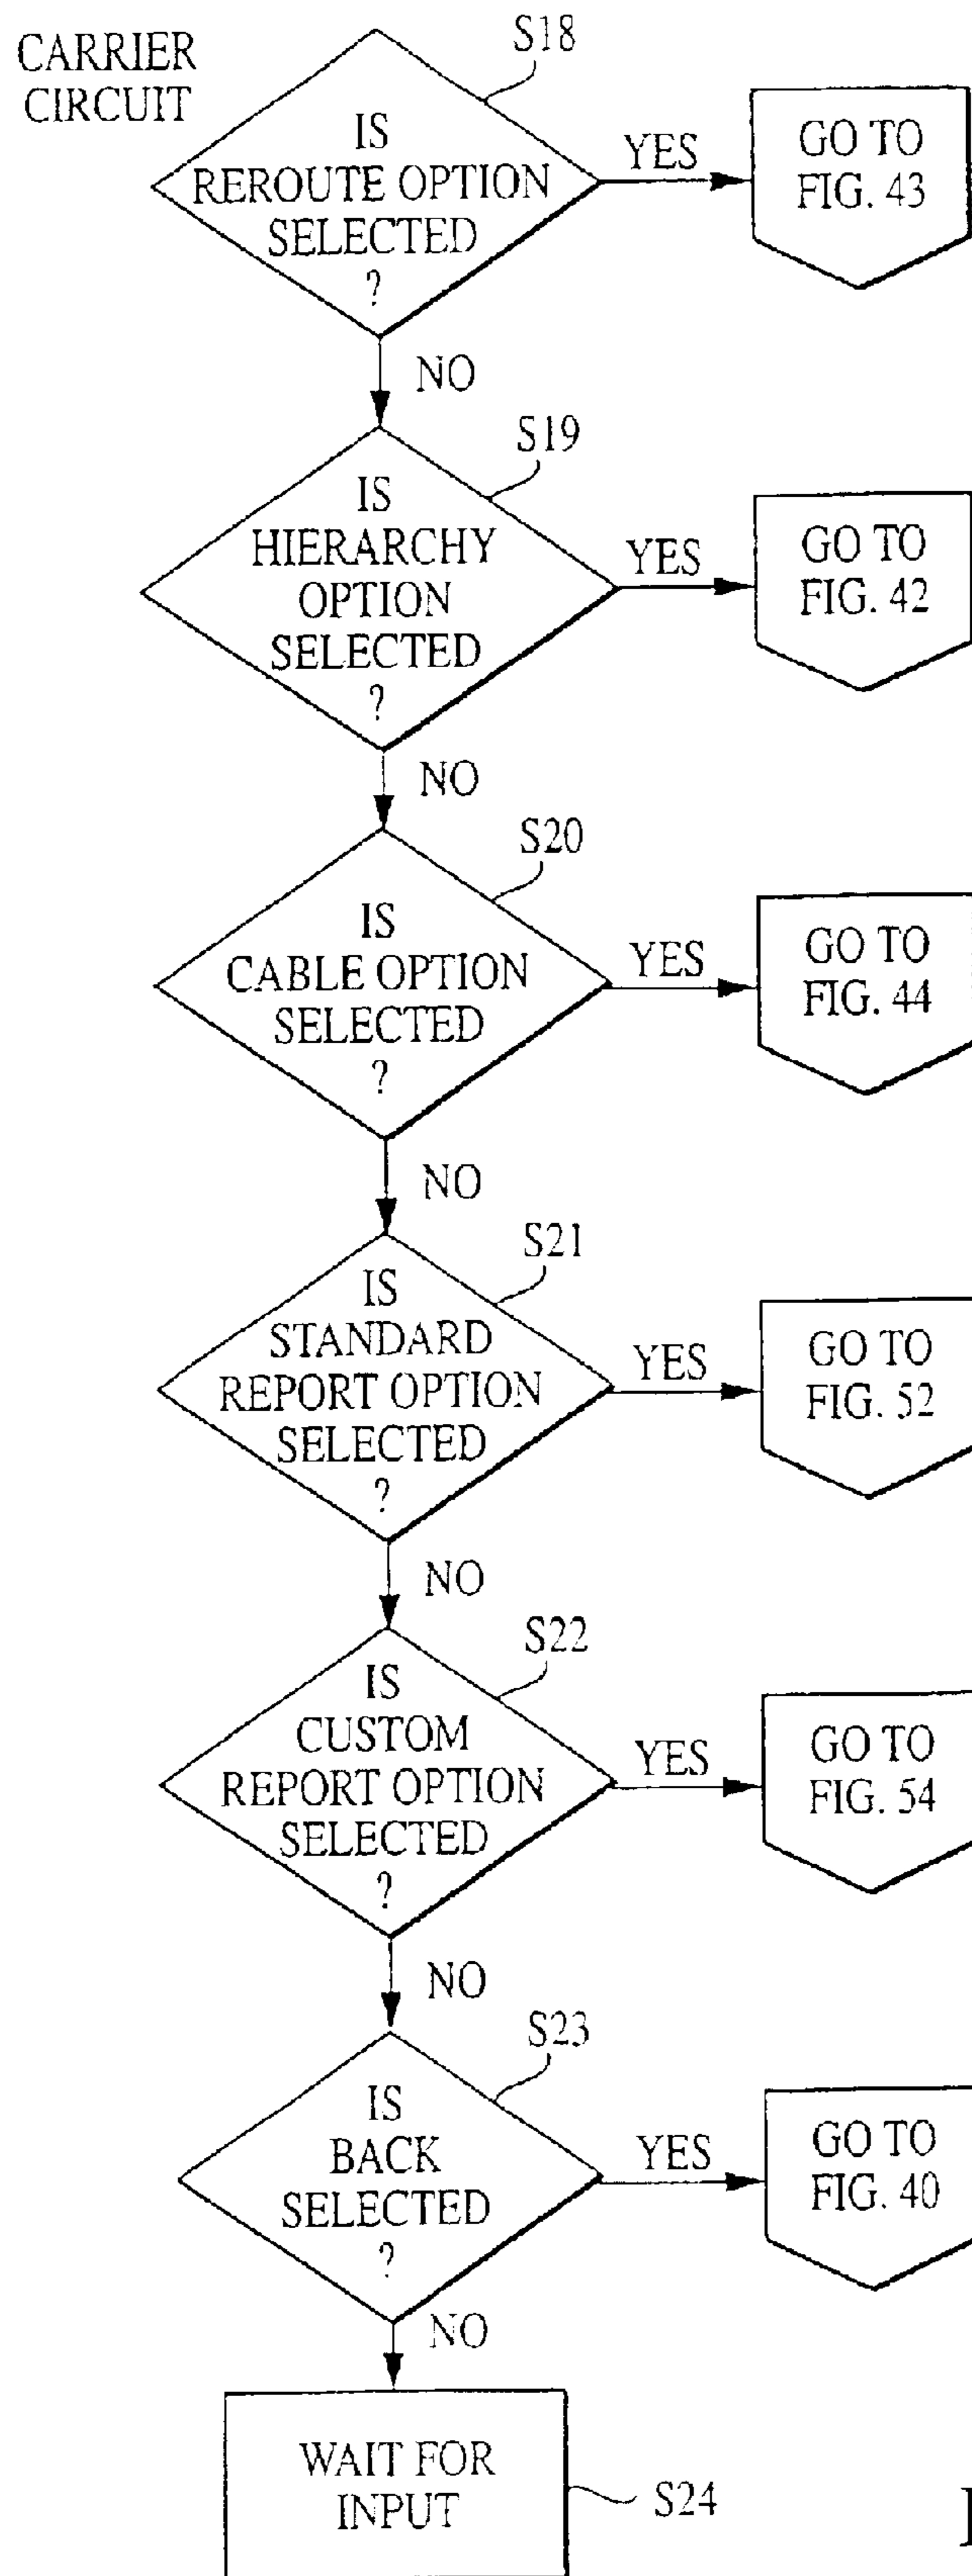 CARRIER
CIRCUIT
S18
IS
REROUTE OPTION
SELECTED
?
YES
GO TO
FIG. 43
NO
S19
IS
HIERARCHY
OPTION
SELECTED
?
YES
GO TO
FIG. 42
NO
S20
IS
CABLE OPTION
SELECTED
?
YES
GO TO
FIG. 44
NO
S21
IS
STANDARD
REPORT OPTION
SELECTED
?
YES
GO TO
FIG. 52
NO
S22
IS
CUSTOM
REPORT OPTION
SELECTED
?
YES
GO TO
FIG. 54
NO
S23
IS
BACK
SELECTED
?
YES
GO TO
FIG. 40
NO
WAIT FOR
INPUT
S24